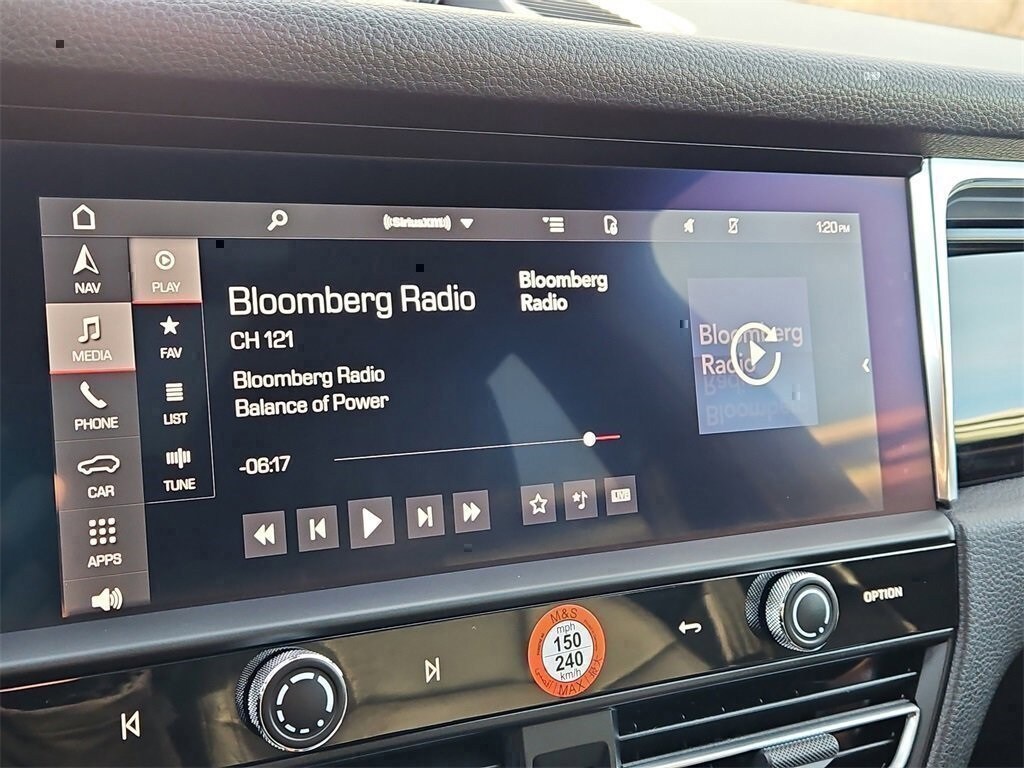 ((SiriusXM))
1:20 PM
NAV
MEDIA
PHONE
CAR
APPS
PLAY
FAV
LIST
TUNE
Bloomberg Radio
CH 121
Bloomberg Radio
Balance of Power
-06:17
Bloomberg
Radio
Bloomberg
Radio
LIVE
OPTION
M&S
mph
150
240
km/h
MAX